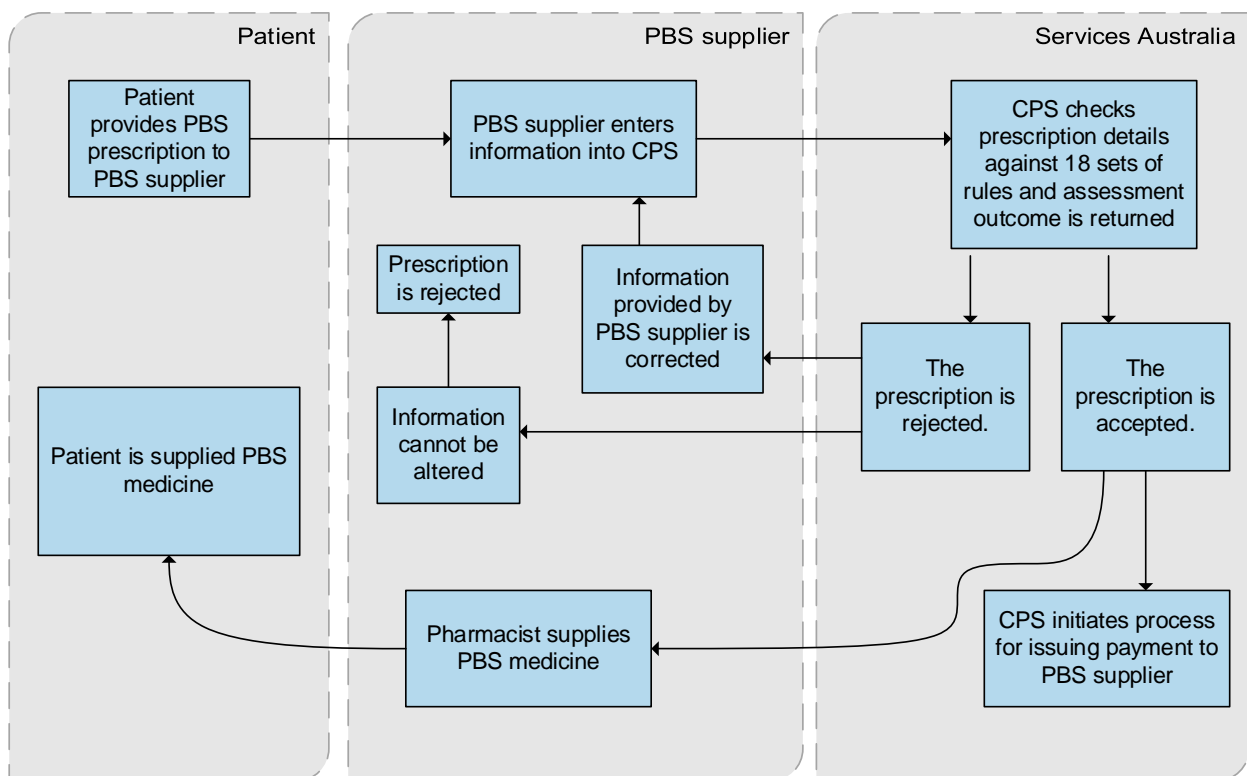 Patient
PBS supplier
Services Australia
Patient
provides PBS
prescription to
PBS supplier
PBS supplier enters
information into CPS
CPS checks
prescription details
against 18 sets of
rules and assessment
outcome is returned
Prescription
is rejected
Information
provided by
PBS supplier is
corrected
The
prescription is
rejected.
The
prescription is
accepted.
Information
cannot be
altered
Patient is supplied PBS
medicine
Pharmacist supplies
PBS medicine
CPS initiates process
for issuing payment to
PBS supplier